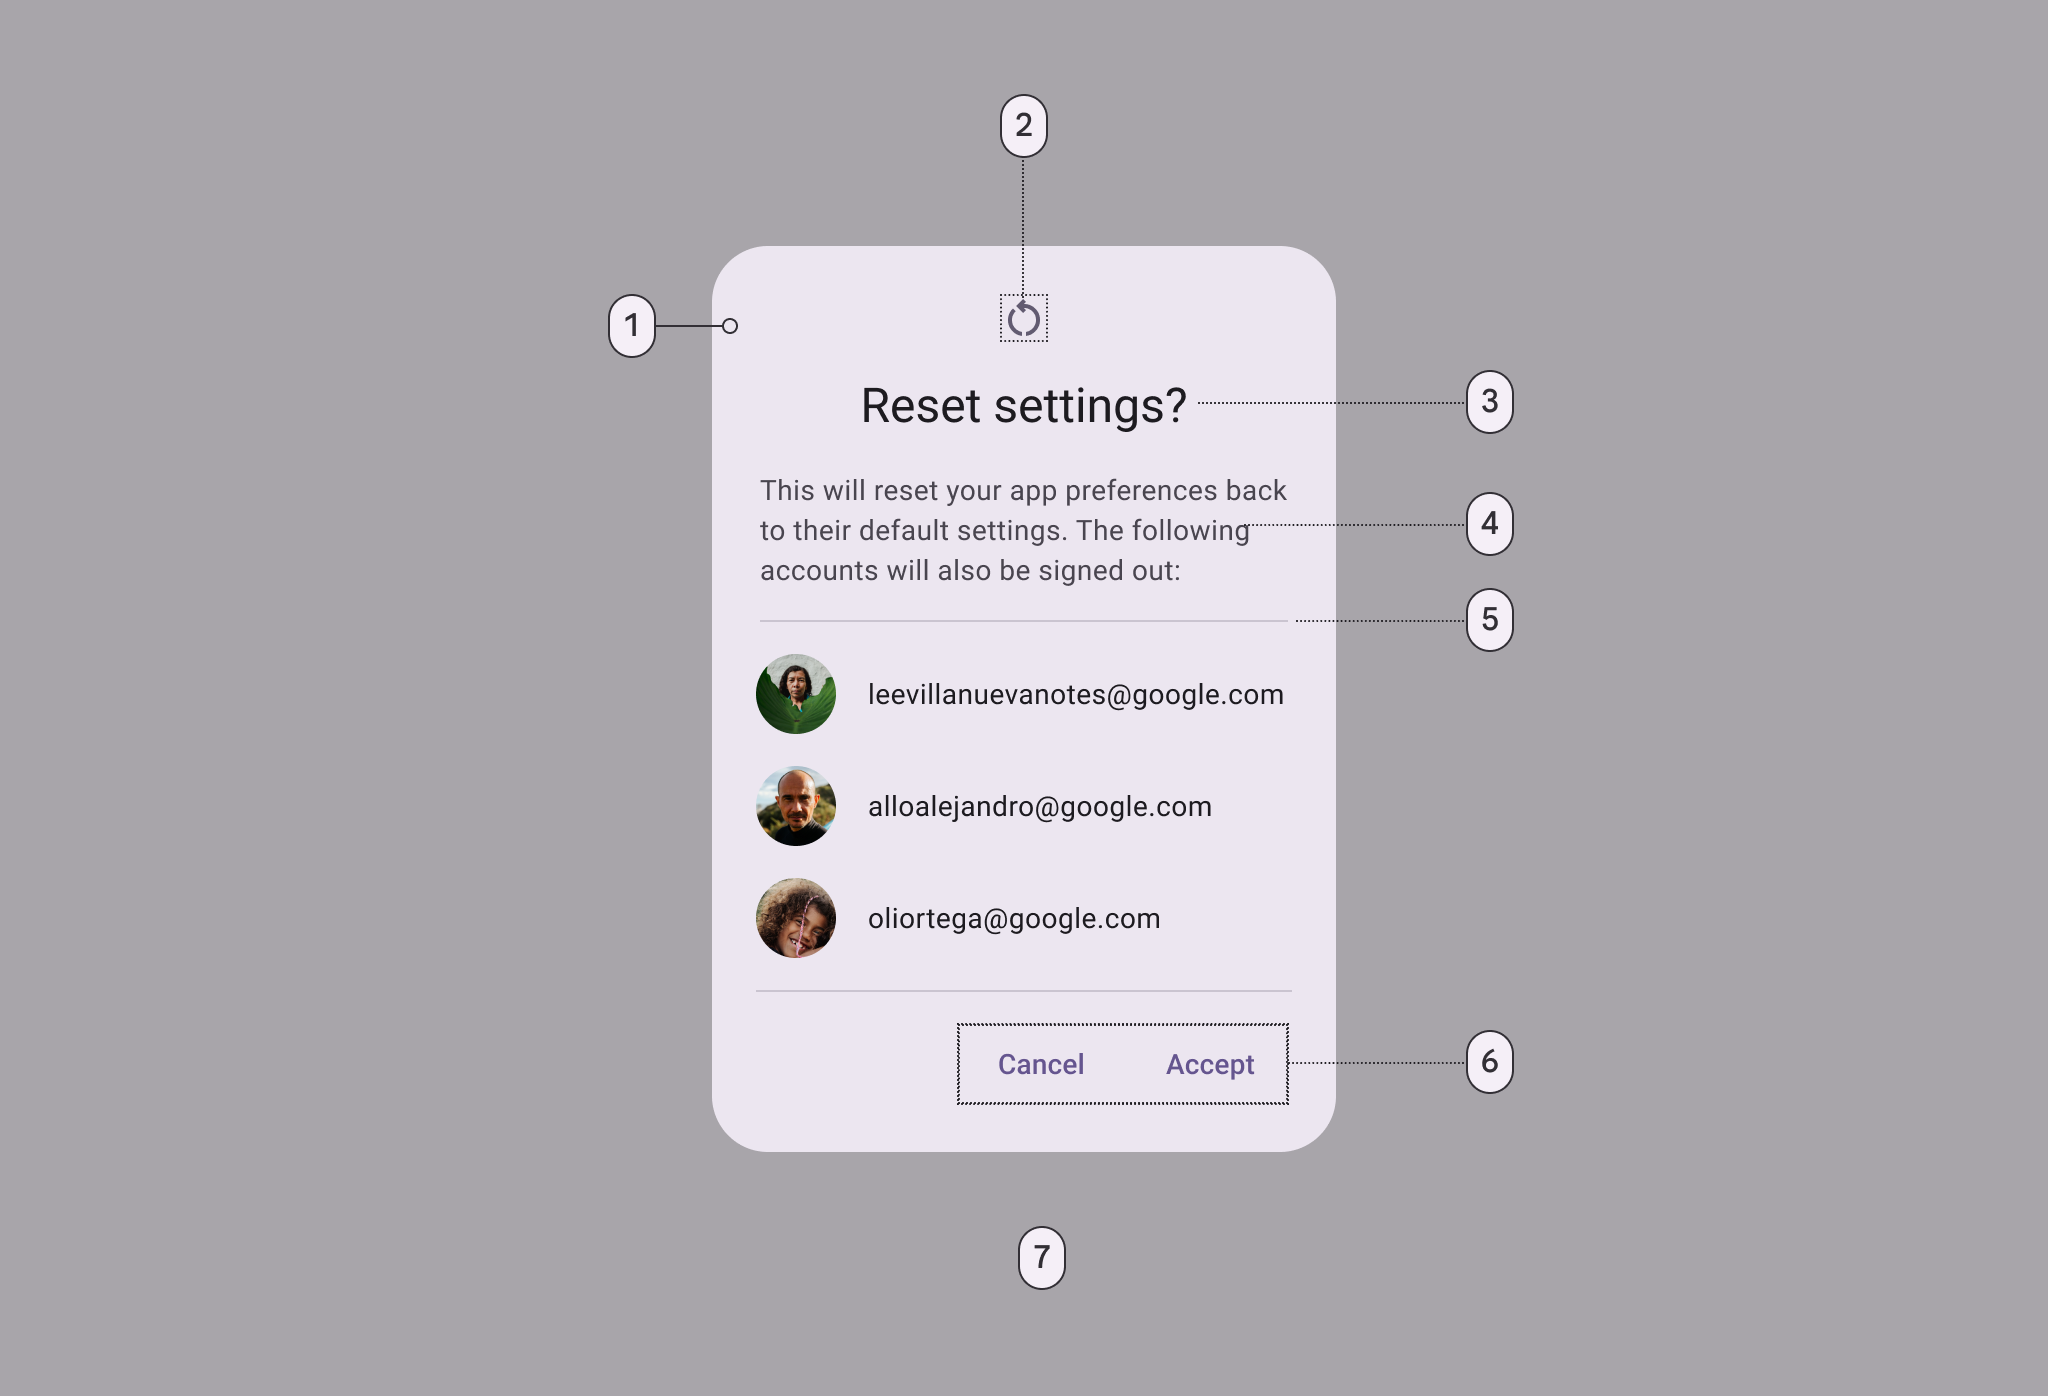 2
1
Reset settings?
3
This will reset your app preferences back
to their default settings. The following
accounts will also be signed out:
4
5
leevillanuevanotes@google.com
alloalejandro@google.com
oliortega@google.com
Cancel Accept
6
7